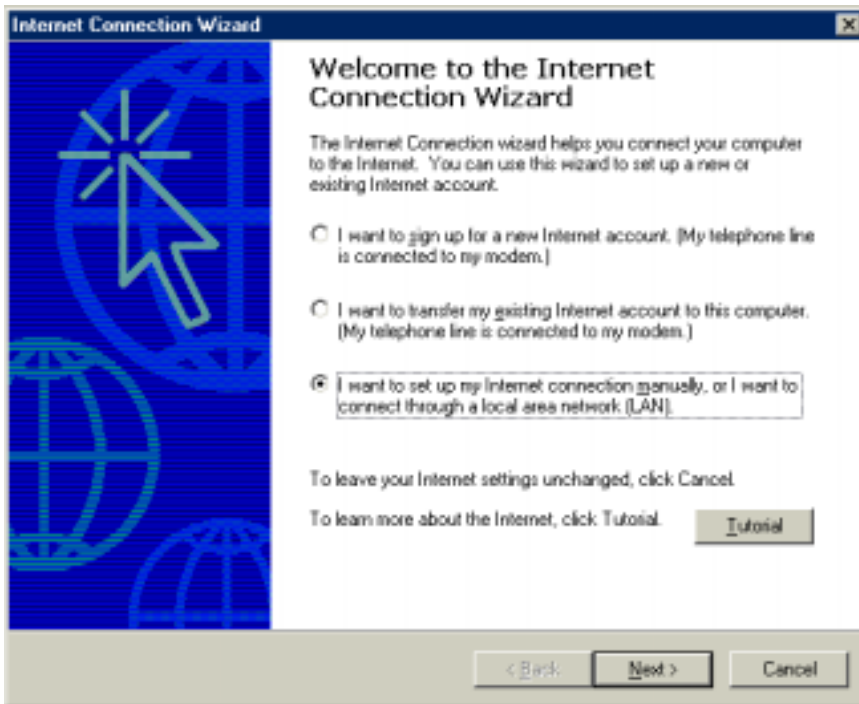 Internet Connection Wizard
Welcome to the Internet
Connection Wizard
The Internet Connection wizard helps you connect your computer
to the Internet. You can use this wizard to set up a new or
existing Internet account.
I want to sign up for a new Internet account. (My telephone line
is connected to my modem.)
I want to transfer my existing Internet account to this computer.
(My telephone line is connected to my modem.)
I want to set up my Internet connection manually, or I want to
connect through a local area network (LAN).
To leave your Internet settings unchanged, click Cancel.
To learn more about the Internet, click Tutorial.
Tutorial
< Back
Next >
Cancel